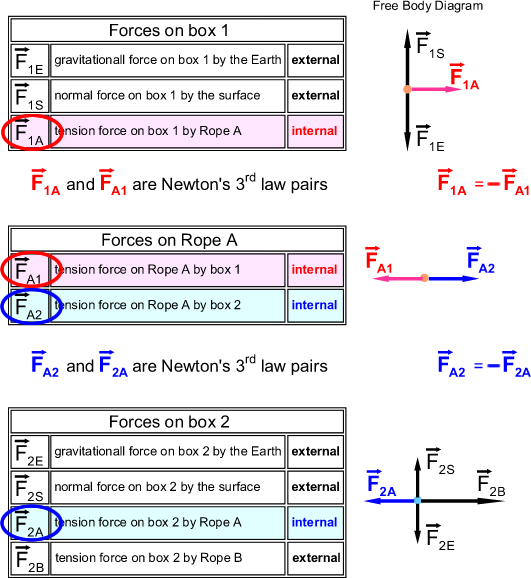 Forces on box 1
F1E gravitationall force on box 1 by the Earth external
F1S normal force on box 1 by the surface external
F1A tension force on box 1 by Rope A internal
Free Body Diagram
F1S
F1A
F1E
F1A and FA1 are Newton's 3rd law pairs
F1A = −FA1
Forces on Rope A
FA1 tension force on Rope A by box 1 internal
FA2 tension force on Rope A by box 2 internal
FA1 FA2
FA2 and F2A are Newton's 3rd law pairs
FA2 = −F2A
Forces on box 2
F2E gravitationall force on box 2 by the Earth external
F2S normal force on box 2 by the surface external
F2A tension force on box 2 by Rope A internal
F2B tension force on box 2 by Rope B external
F2S
F2A F2B
F2E